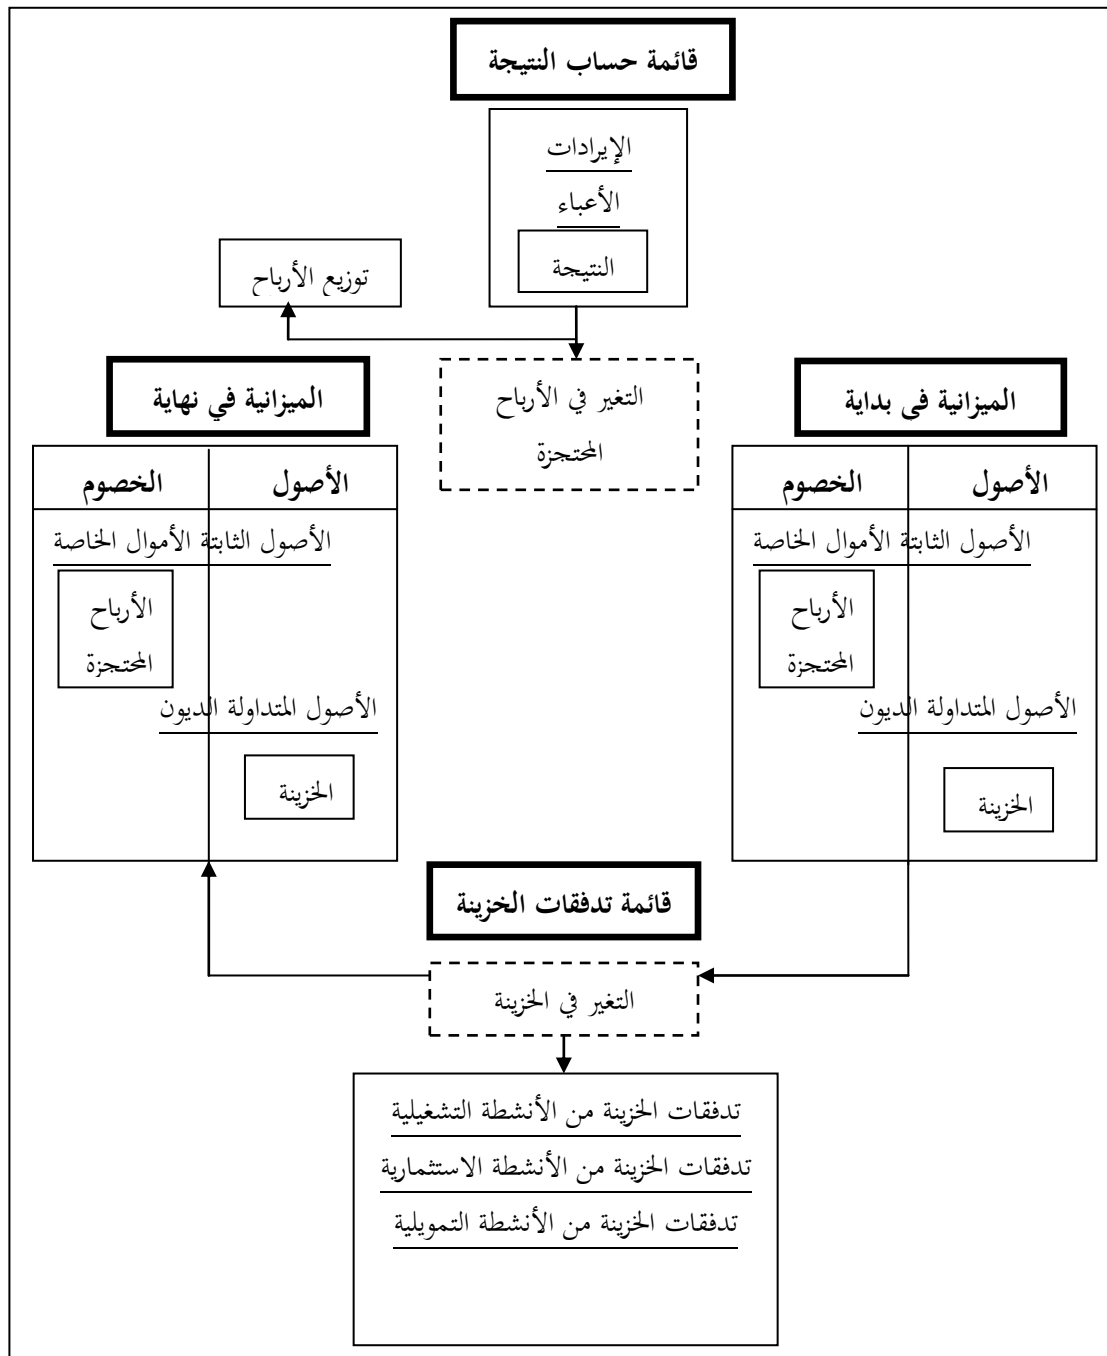 قائمة حساب النتيجة
الإيرادات
الأعباء
النتيجة
توزيع الأرباح
التغير في الأرباح
المحتجزة
الميزانية في بداية
الميزانية في نهاية
الأصول الخصوم
الأصول الثابتة الأموال الخاصة
الأرباح
المحتجزة
الأصول المتداولة الديون
الخزينة
الأصول الخصوم
الأصول الثابتة الأموال الخاصة
الأرباح
المحتجزة
الأصول المتداولة الديون
الخزينة
قائمة تدفقات الخزينة
التغير في الخزينة
تدفقات الخزينة من الأنشطة التشغيلية
تدفقات الخزينة من الأنشطة الاستثمارية
تدفقات الخزينة من الأنشطة التمويلية